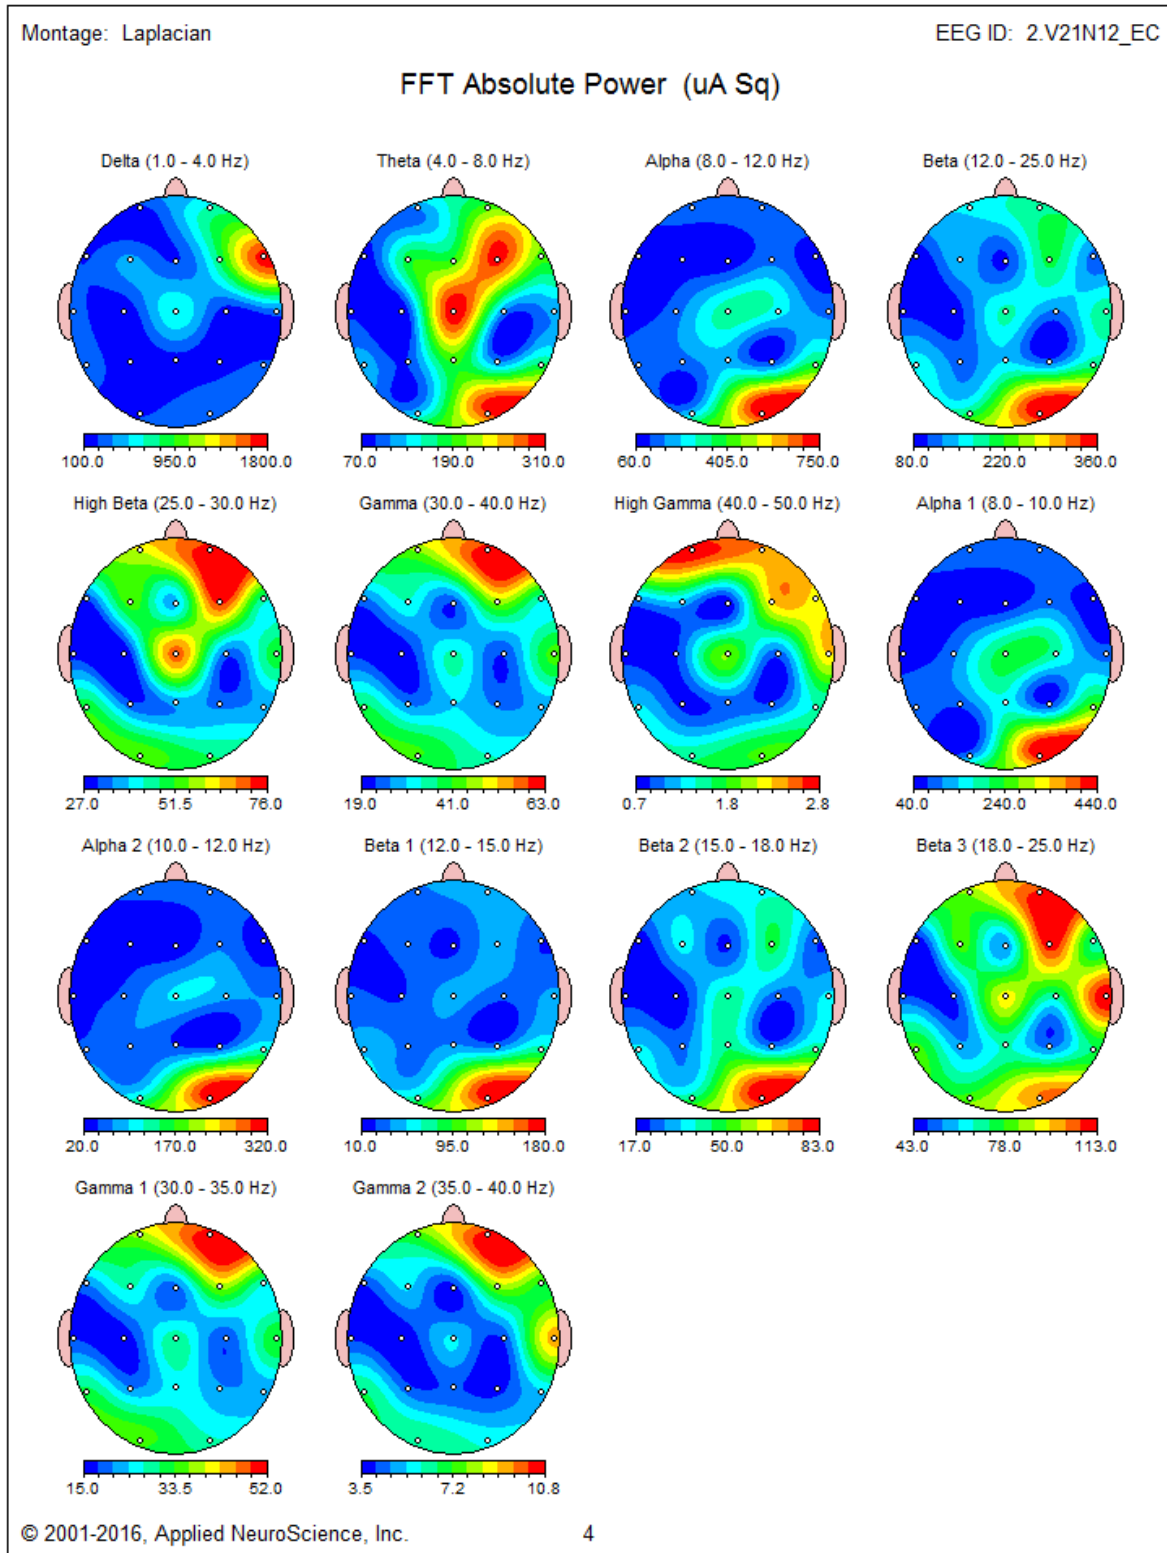 Montage: Laplacian EEG ID: 2.V21N12_EC
FFT Absolute Power (uA Sq)
Delta (1.0 - 4.0 Hz) Theta (4.0 - 8.0 Hz) Alpha (8.0 - 12.0 Hz) Beta (12.0 - 25.0 Hz)
100.0 950.0 1800.0 70.0 190.0 310.0 60.0 405.0 750.0 80.0 220.0 360.0
High Beta (25.0 - 30.0 Hz) Gamma (30.0 - 40.0 Hz) High Gamma (40.0 - 50.0 Hz) Alpha 1 (8.0 - 10.0 Hz)
27.0 51.5 76.0 19.0 41.0 63.0 0.7 1.8 2.8 40.0 240.0 440.0
Alpha 2 (10.0 - 12.0 Hz) Beta 1 (12.0 - 15.0 Hz) Beta 2 (15.0 - 18.0 Hz) Beta 3 (18.0 - 25.0 Hz)
20.0 170.0 320.0 10.0 95.0 180.0 17.0 50.0 83.0 43.0 78.0 113.0
Gamma 1 (30.0 - 35.0 Hz) Gamma 2 (35.0 - 40.0 Hz)
15.0 33.5 52.0 3.5 7.2 10.8
© 2001-2016, Applied NeuroScience, Inc. 4